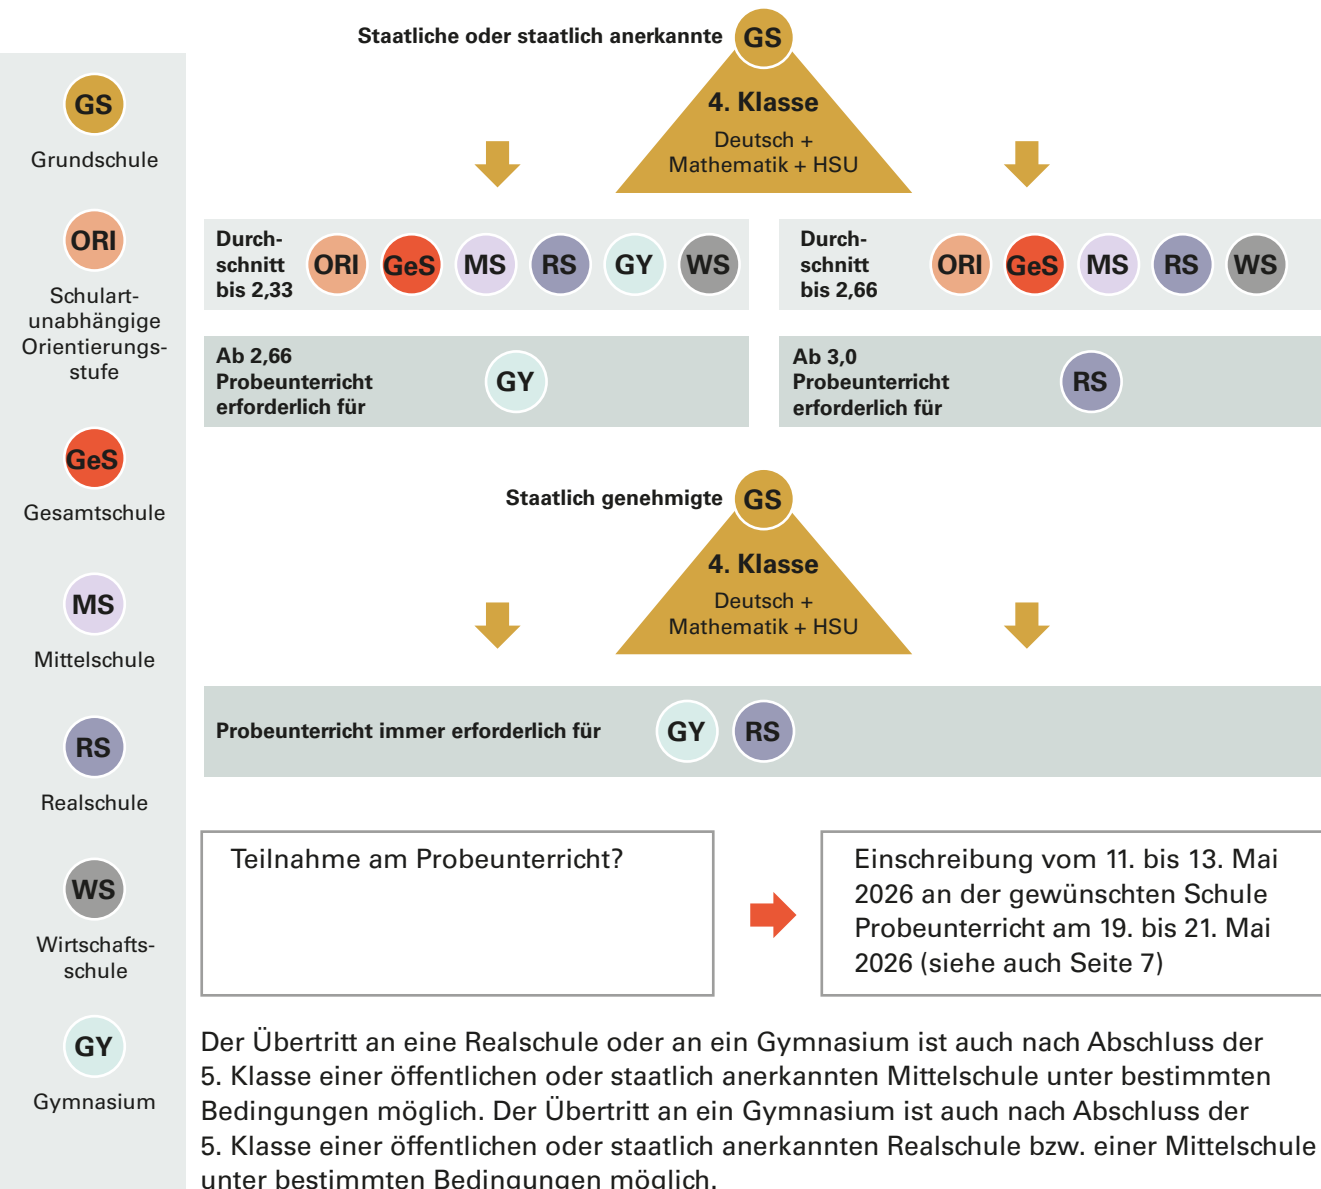 GS
Grundschule
ORI
Schulart-
unabhängige
Orientierungs-
stufe
GeS
Gesamtschule
MS
Mittelschule
RS
Realschule
WS
Wirtschafts-
schule
GY
Gymnasium
Staatliche oder staatlich anerkannte GS
4. Klasse
Deutsch +
Mathematik + HSU
Durch-
schnitt
bis 2,33
ORI GeS MS RS GY WS
Durch-
schnitt
bis 2,66
ORI GeS MS RS WS
Ab 2,66
Probeunterricht
erforderlich für
GY
Ab 3,0
Probeunterricht
erforderlich für
RS
Staatlich genehmigte GS
4. Klasse
Deutsch +
Mathematik + HSU
Probeunterricht immer erforderlich für GY RS
Teilnahme am Probeunterricht?
Einschreibung vom 11. bis 13. Mai
2026 an der gewünschten Schule
Probeunterricht am 19. bis 21. Mai
2026 (siehe auch Seite 7)
Der Übertritt an eine Realschule oder an ein Gymnasium ist auch nach Abschluss der
5. Klasse einer öffentlichen oder staatlich anerkannten Mittelschule unter bestimmten
Bedingungen möglich. Der Übertritt an ein Gymnasium ist auch nach Abschluss der
5. Klasse einer öffentlichen oder staatlich anerkannten Realschule bzw. einer Mittelschule
unter bestimmten Bedingungen möglich.